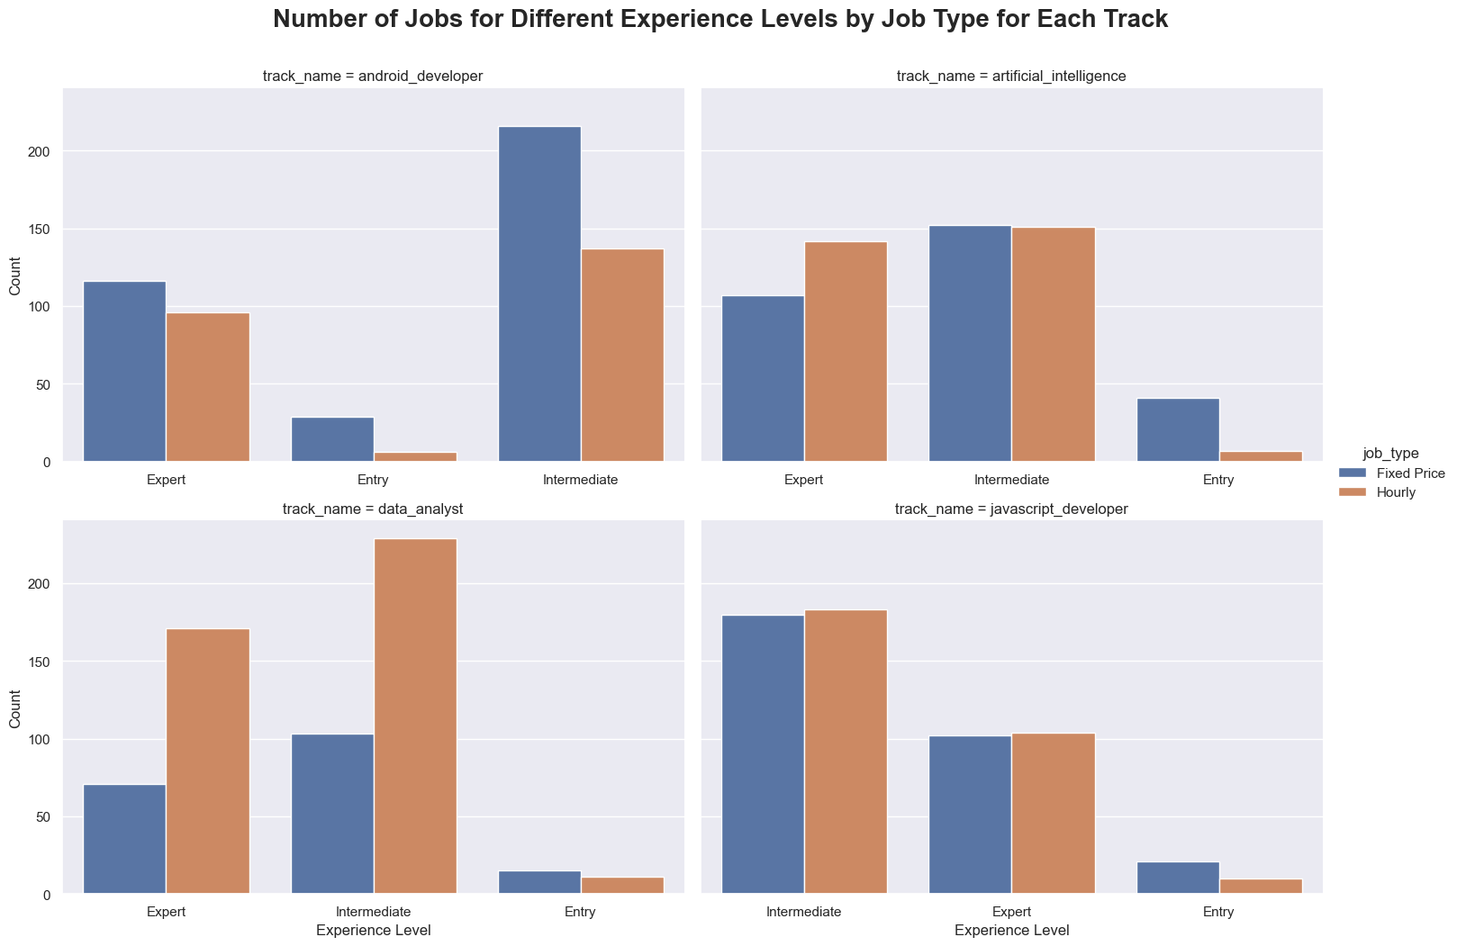 Number of Jobs for Different Experience Levels by Job Type for Each Track
track_name = android_developer
track_name = artificial_intelligence
200
150
100
50
0
Count
Expert
Entry
Intermediate
Expert
Intermediate
Entry
job_type
Fixed Price
Hourly
track_name = data_analyst
track_name = javascript_developer
200
150
100
50
0
Count
Expert
Intermediate
Entry
Experience Level
Intermediate
Expert
Entry
Experience Level